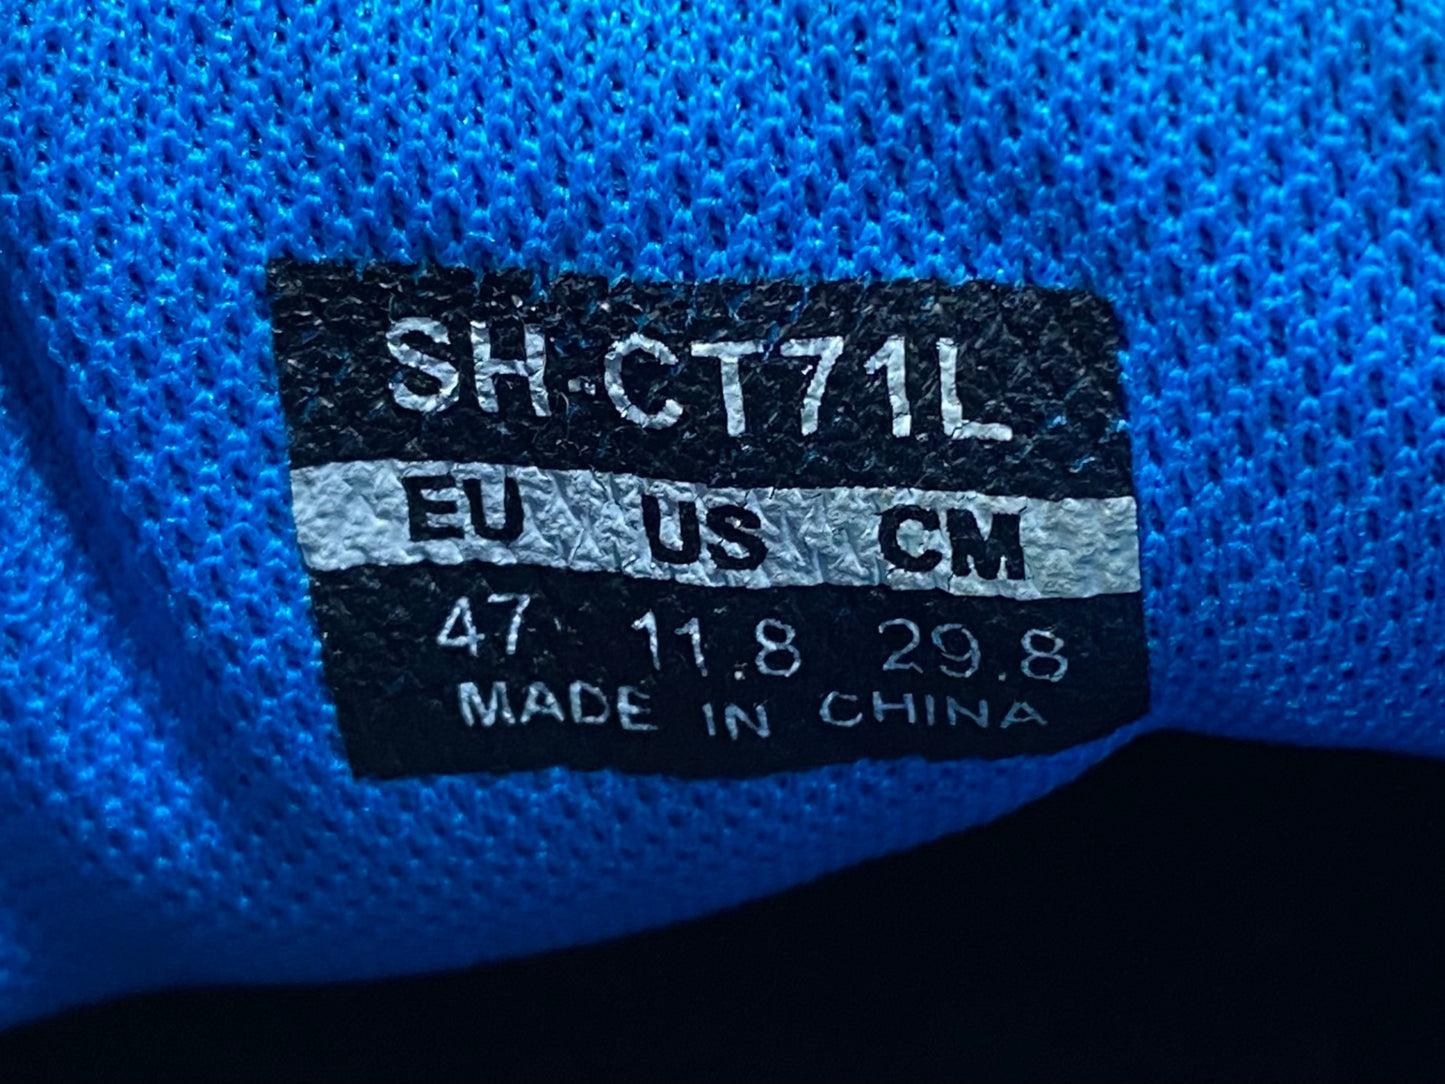 SH-CT71L
EU US CM
47 11.8 29.8
MADE IN CHINA